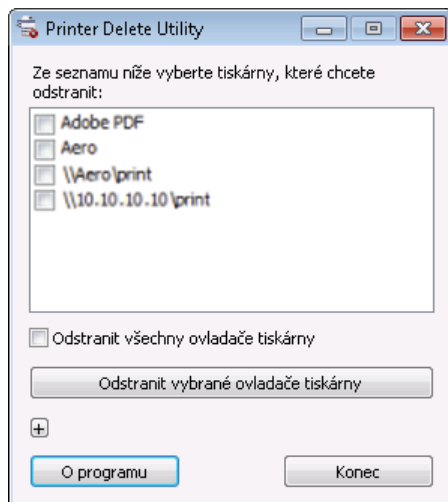 Printer Delete Utility
Ze seznamu níže vyberte tiskárny, které chcete
odstranit:
Adobe PDF
Aero
\\Aero\print
\\10.10.10.10\print
Odstranit všechny ovladače tiskárny
Odstranit vybrané ovladače tiskárny
O programu
Konec